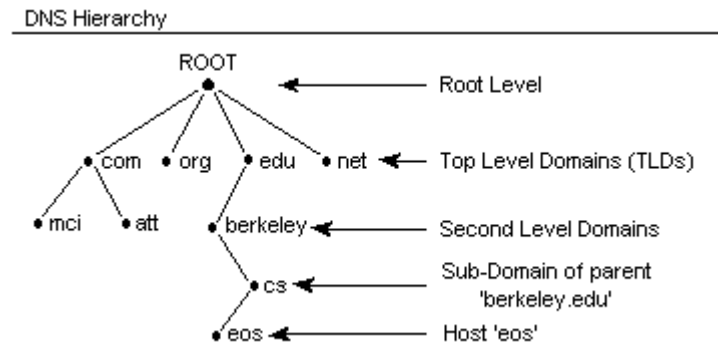 DNS Hierarchy
ROOT
Root Level
com org edu net Top Level Domains (TLDs)
mci att berkeley Second Level Domains
cs Sub-Domain of parent
'berkeley.edu'
eos Host 'eos'